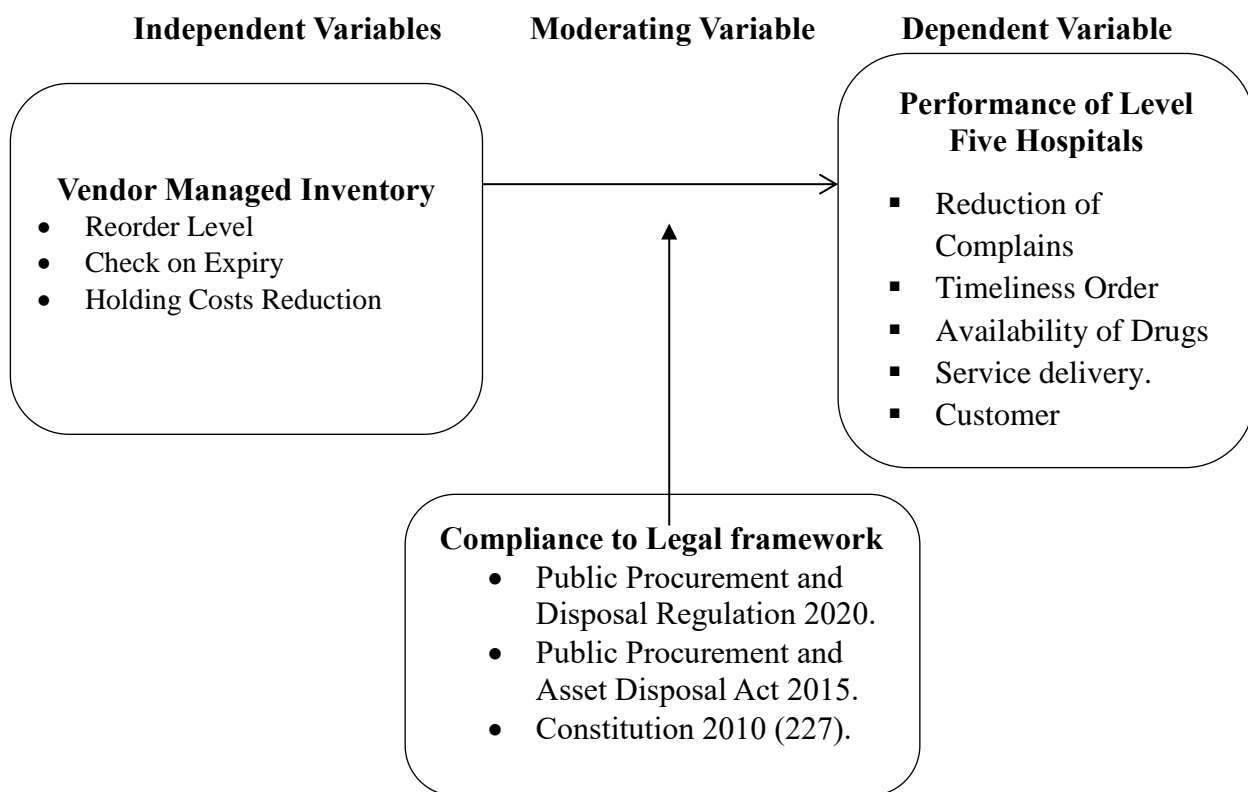 Independent Variables Moderating Variable Dependent Variable
Vendor Managed Inventory
• Reorder Level
• Check on Expiry
• Holding Costs Reduction
Performance of Level
Five Hospitals
▪ Reduction of
Complains
▪ Timeliness Order
▪ Availability of Drugs
▪ Service delivery.
▪ Customer
Compliance to Legal framework
• Public Procurement and
Disposal Regulation 2020.
• Public Procurement and
Asset Disposal Act 2015.
• Constitution 2010 (227).